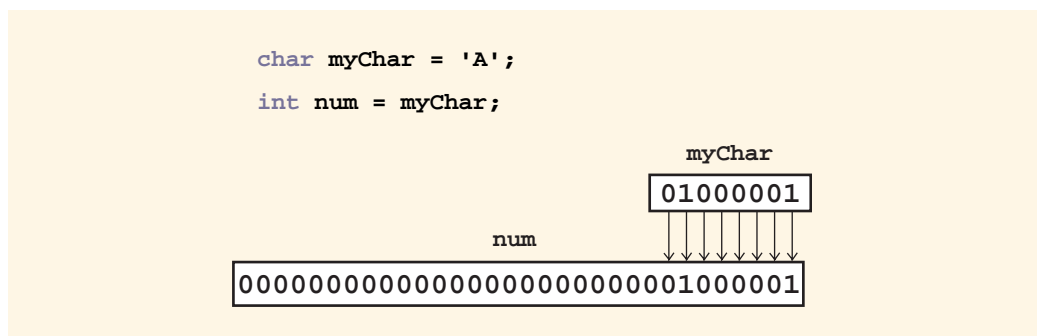 char myChar = 'A';
int num = myChar;
myChar
01000001
num
00000000000000000000000001000001